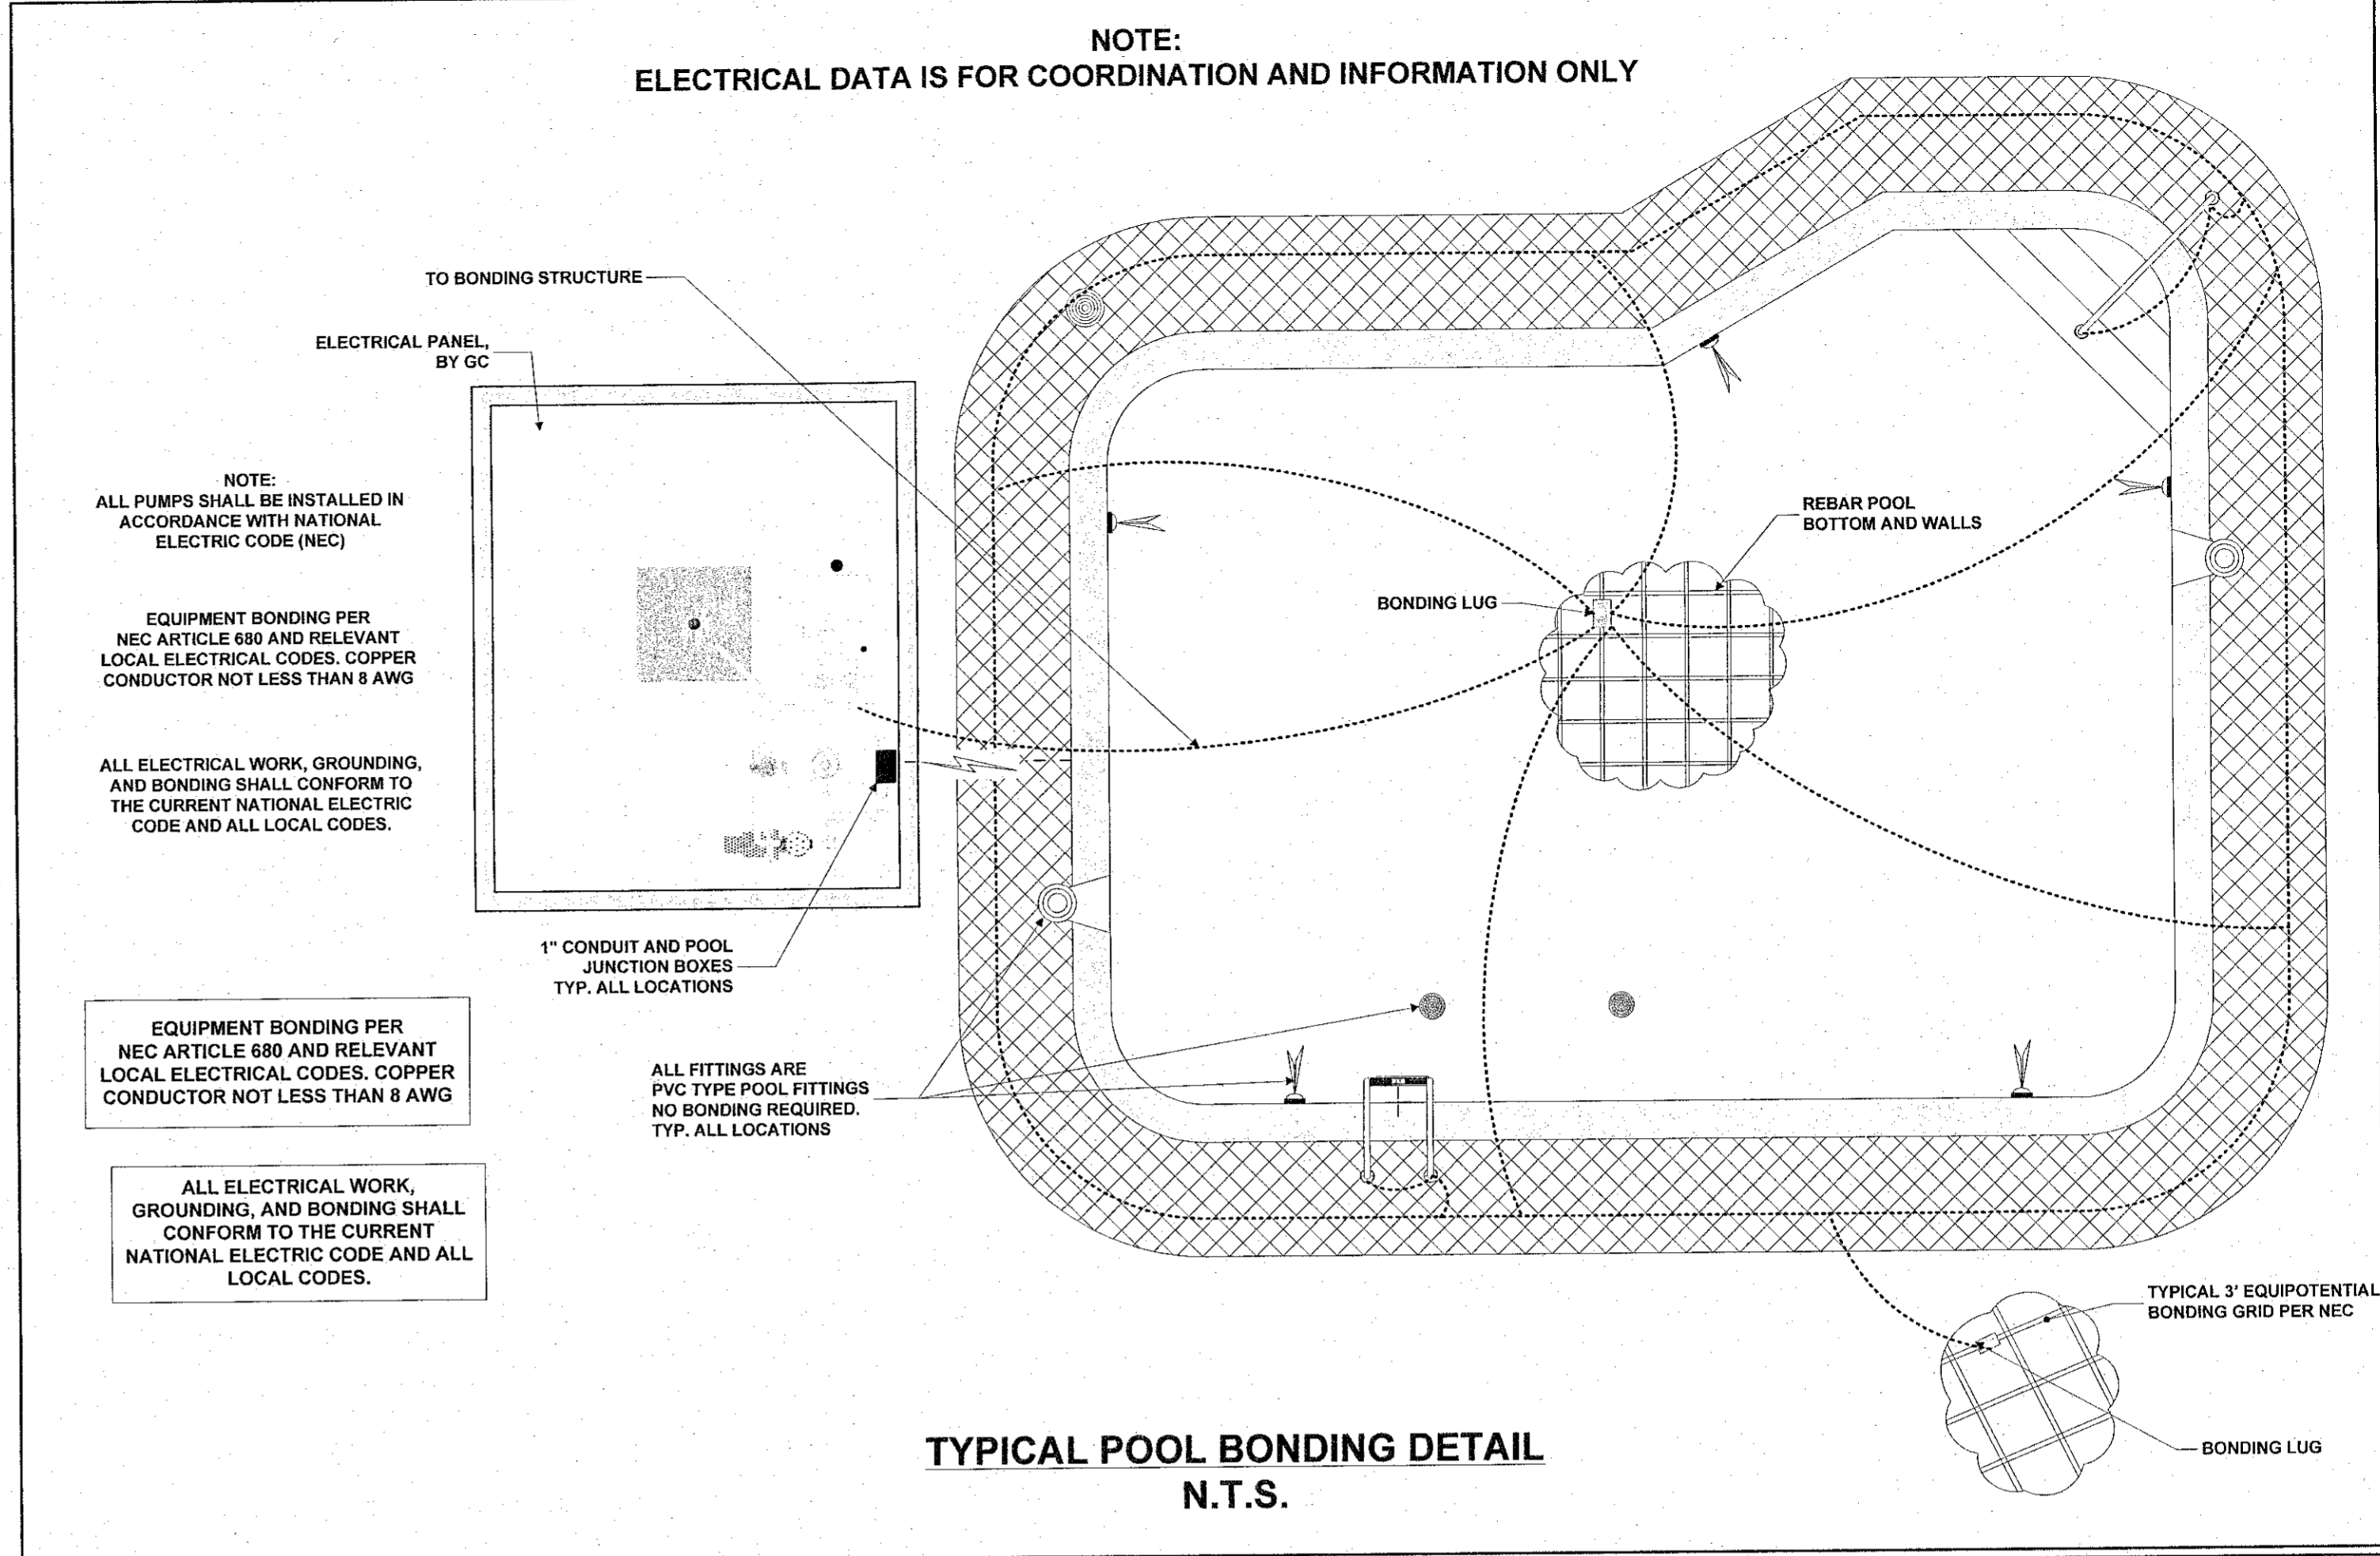 NOTE:
ELECTRICAL DATA IS FOR COORDINATION AND INFORMATION ONLY
TO BONDING STRUCTURE
ELECTRICAL PANEL,
BY GC
NOTE:
ALL PUMPS SHALL BE INSTALLED IN
ACCORDANCE WITH NATIONAL
ELECTRIC CODE (NEC)
EQUIPMENT BONDING PER
NEC ARTICLE 680 AND RELEVANT
LOCAL ELECTRICAL CODES. COPPER
CONDUCTOR NOT LESS THAN 8 AWG
ALL ELECTRICAL WORK, GROUNDING,
AND BONDING SHALL CONFORM TO
THE CURRENT NATIONAL ELECTRIC
CODE AND ALL LOCAL CODES.
REBAR POOL
BOTTOM AND WALLS
BONDING LUG
1" CONDUIT AND POOL
JUNCTION BOXES
TYP. ALL LOCATIONS
EQUIPMENT BONDING PER
NEC ARTICLE 680 AND RELEVANT
LOCAL ELECTRICAL CODES. COPPER
CONDUCTOR NOT LESS THAN 8 AWG
ALL FITTINGS ARE
PVC TYPE POOL FITTINGS
NO BONDING REQUIRED.
TYP. ALL LOCATIONS
ALL ELECTRICAL WORK,
GROUNDING, AND BONDING SHALL
CONFORM TO THE CURRENT
NATIONAL ELECTRIC CODE AND ALL
LOCAL CODES.
TYPICAL 3' EQUIPOTENTIAL
BONDING GRID PER NEC
BONDING LUG
TYPICAL POOL BONDING DETAIL
N.T.S.